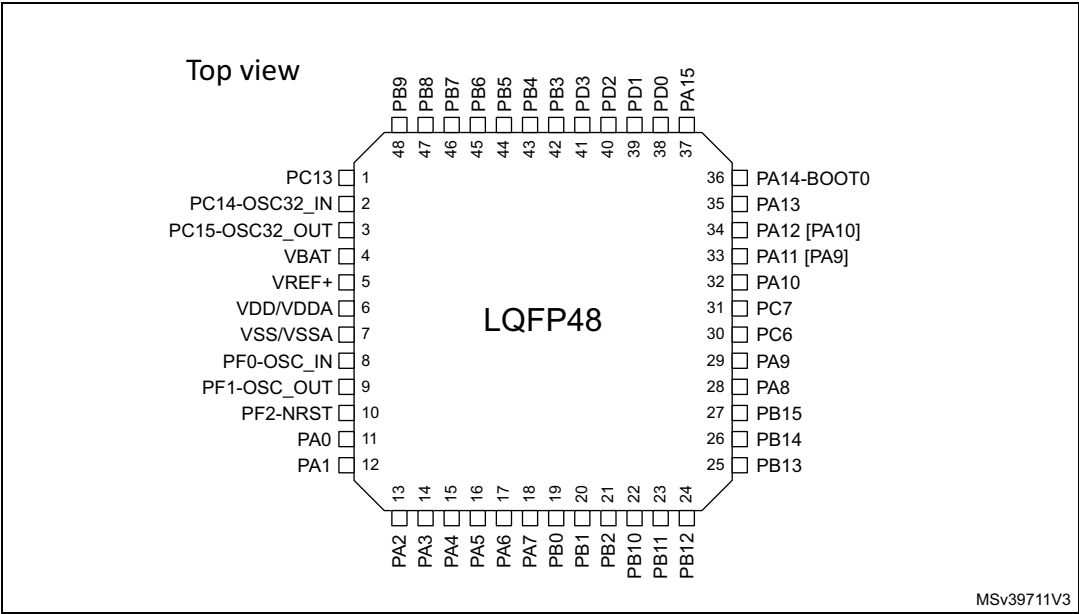 Top view
PB9
PB8
PB7
PB6
PB5
PB4
PB3
PD3
PD2
PD1
PD0
PA15
48
47
46
45
44
43
42
41
40
39
38
37
PC13 1
PC14-OSC32_IN 2
PC15-OSC32_OUT 3
VBAT 4
VREF+ 5
VDD/VDDA 6
VSS/VSSA 7
PF0-OSC_IN 8
PF1-OSC_OUT 9
PF2-NRST 10
PA0 11
PA1 12
LQFP48
36 PA14-BOOT0
35 PA13
34 PA12 [PA10]
33 PA11 [PA9]
32 PA10
31 PC7
30 PC6
29 PA9
28 PA8
27 PB15
26 PB14
25 PB13
13
14
15
16
17
18
19
20
21
22
23
24
PA2
PA3
PA4
PA5
PA6
PA7
PB0
PB1
PB2
PB10
PB11
PB12
MSv39711V3